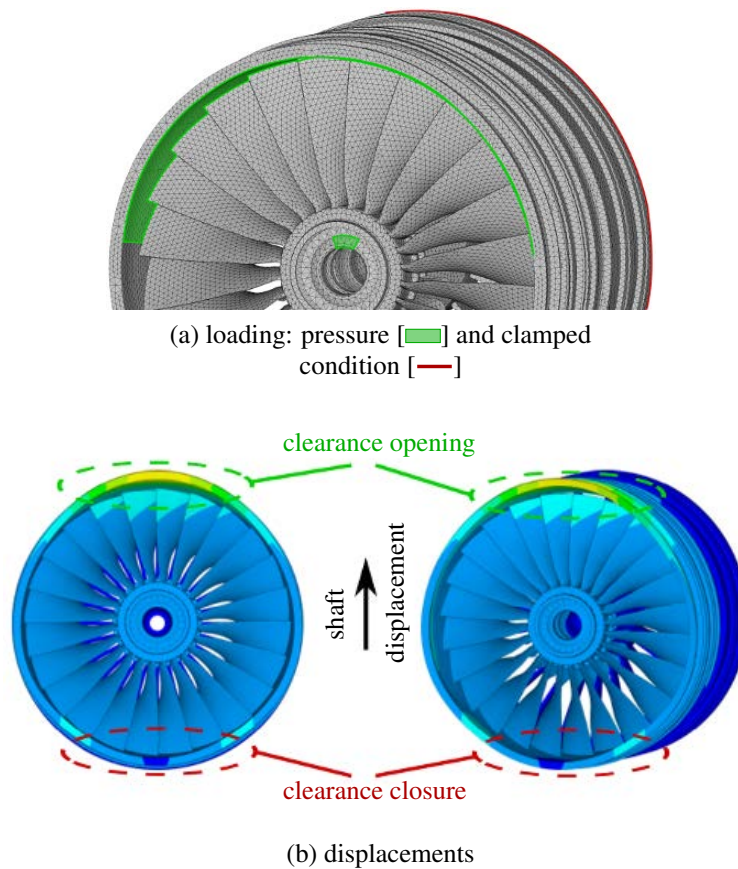 (a) loading: pressure [ ] and clamped
condition [ ]
clearance opening
shaft
displacement
clearance closure
(b) displacements